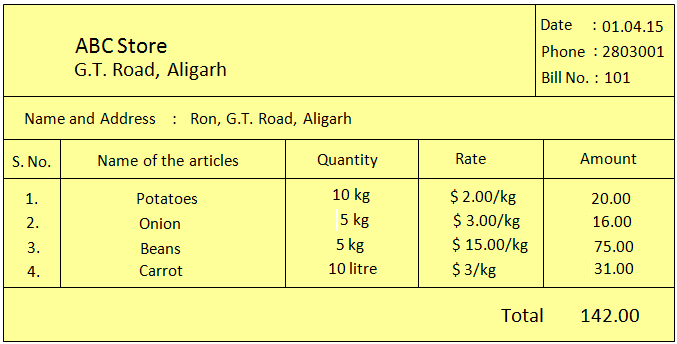 ABC Store
G.T. Road, Aligarh
Date : 01.04.15
Phone : 2803001
Bill No. : 101
Name and Address : Ron, G.T. Road, Aligarh
S. No. Name of the articles Quantity Rate Amount
1. Potatoes 10 kg $ 2.00/kg 20.00
2. Onion 5 kg $ 3.00/kg 16.00
3. Beans 5 kg $ 15.00/kg 75.00
4. Carrot 10 litre $ 3/kg 31.00
Total 142.00